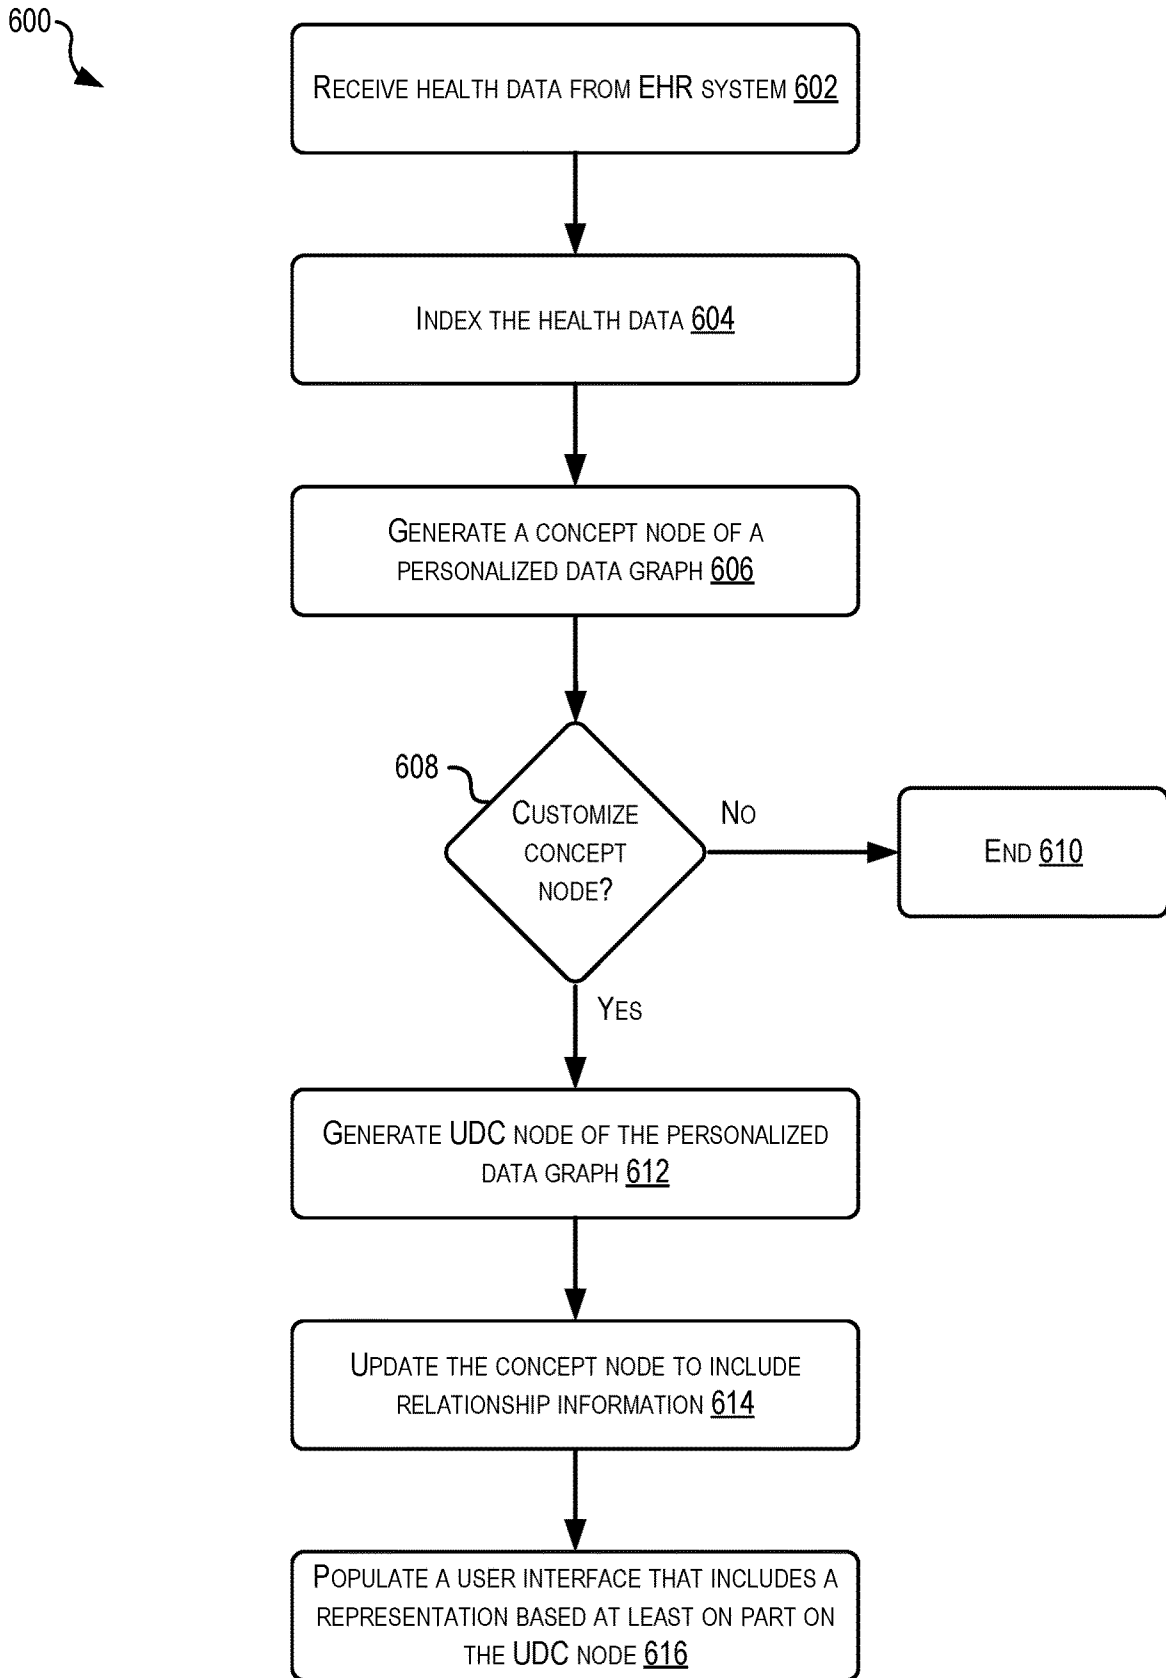 600
RECEIVE HEALTH DATA FROM EHR SYSTEM 602
INDEX THE HEALTH DATA 604
GENERATE A CONCEPT NODE OF A
PERSONALIZED DATA GRAPH 606
608
CUSTOMIZE
CONCEPT
NODE?
NO
END 610
YES
GENERATE UDC NODE OF THE PERSONALIZED
DATA GRAPH 612
UPDATE THE CONCEPT NODE TO INCLUDE
RELATIONSHIP INFORMATION 614
POPULATE A USER INTERFACE THAT INCLUDES A
REPRESENTATION BASED AT LEAST ON PART ON
THE UDC NODE 616